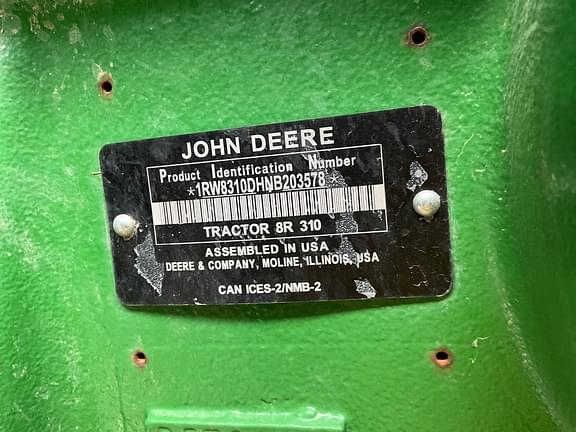 JOHN DEERE
Product Identification Number
*1RW8310DHNB203578*
TRACTOR 8R 310
ASSEMBLED IN USA
DEERE & COMPANY, MOLINE, ILLINOIS, USA
CAN ICES-2/NMB-2